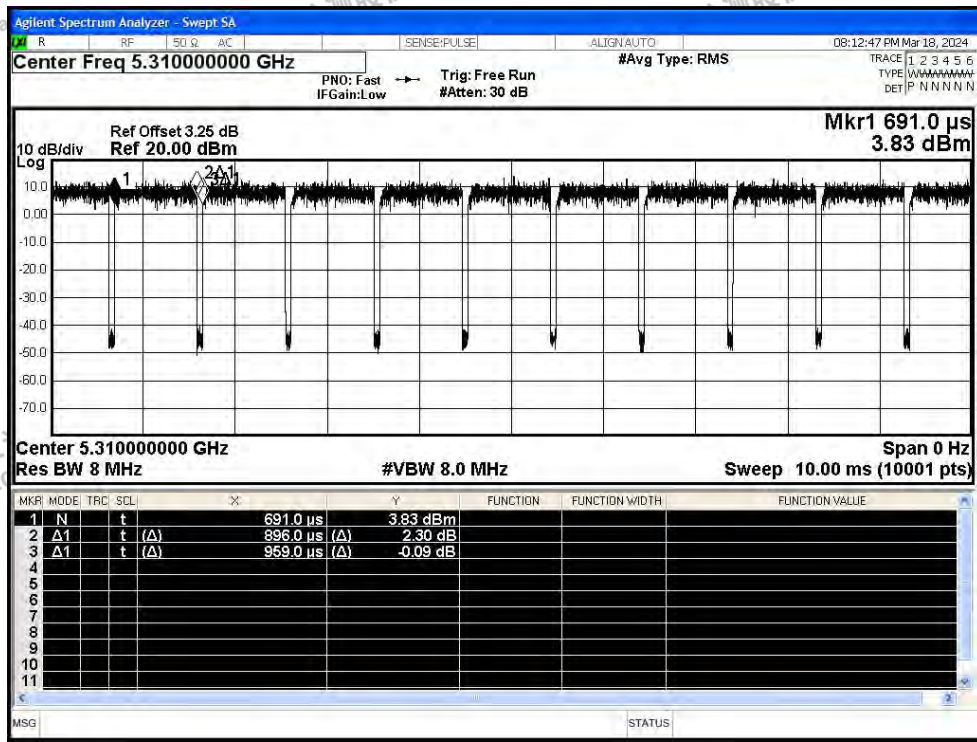 Agilent Spectrum Analyzer - Swept SA
LXI R RF 50 Ω AC SENSE:PULSE ALIGNAUTO 08:12:47 PM Mar 18, 2024
Center Freq 5.310000000 GHz #Avg Type: RMS TRACE 1 2 3 4 5 6
PNO: Fast Trig: Free Run TYPE WWWWWW
IFGain:Low #Atten: 30 dB DET P N N N N N
Mkr1 691.0 µs
Ref Offset 3.25 dB
10 dB/div Ref 20.00 dBm 3.83 dBm
Log
1 2Δ1
10.0
0.00
-10.0
-20.0
-30.0
-40.0
-50.0
-60.0
-70.0
Center 5.3100000000 GHz Span 0 Hz
Res BW 8 MHz #VBW 8.0 MHz Sweep 10.00 ms (10001 pts)
MKR MODE TRC SCL X Y FUNCTION FUNCTION WIDTH FUNCTION VALUE
1 N t 691.0 µs 3.83 dBm
2 Δ1 t (Δ) 896.0 µs (Δ) 2.30 dB
3 Δ1 t (Δ) 959.0 µs (Δ) -0.09 dB
4
5
6
7
8
9
10
11
MSG STATUS